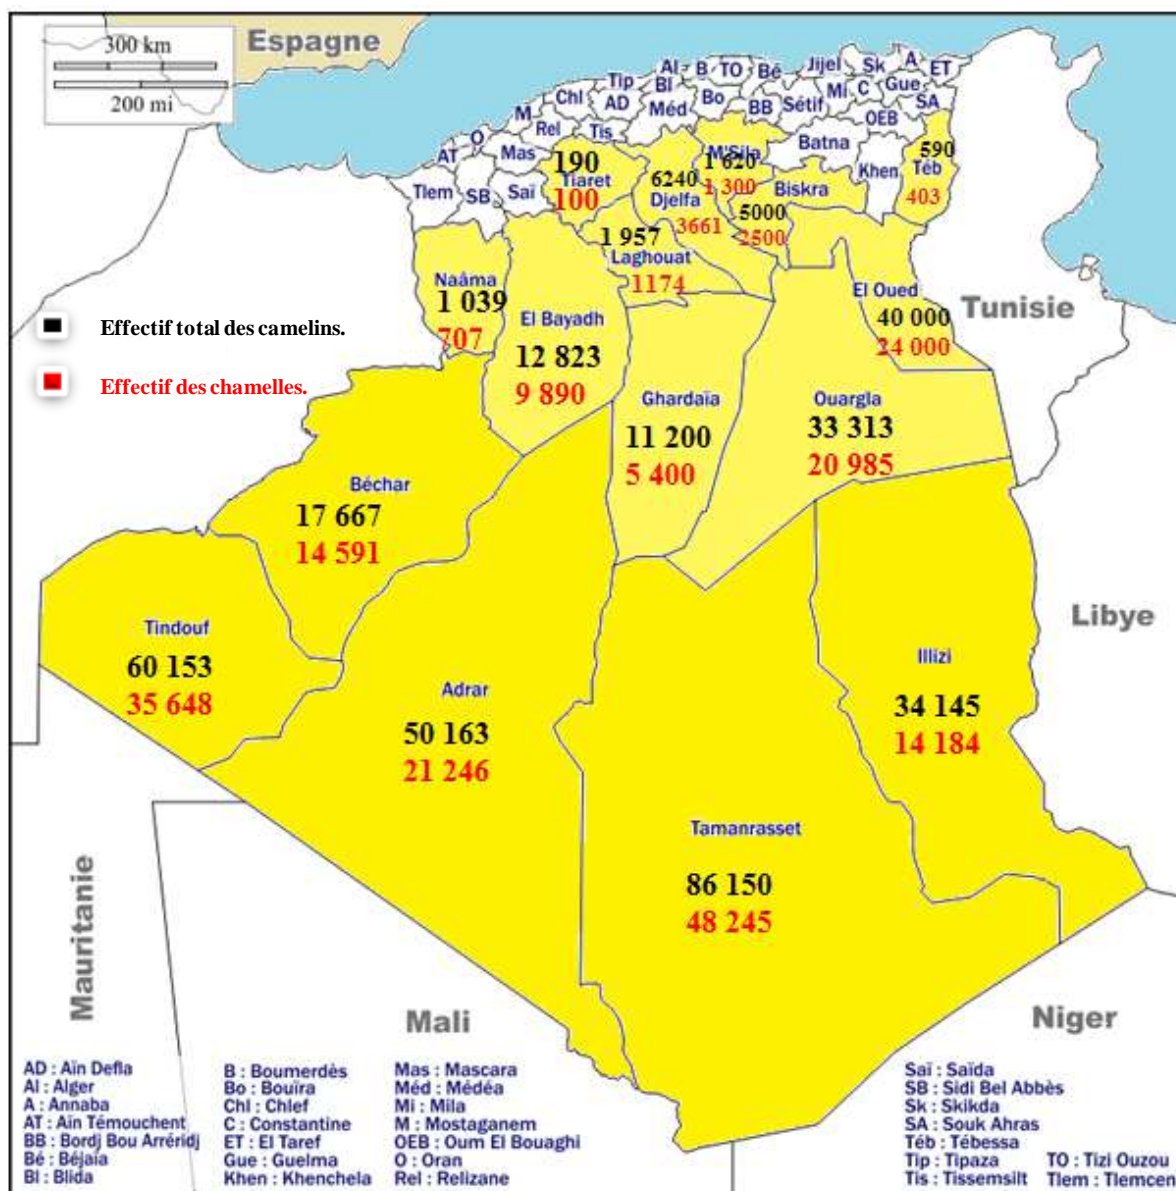 Espagne
300 km
200 mi
Al B TO Bé Jijel Sk A ET
Tip Bl Mi C Gue
Chl AD Méd Bo BB Sétif SA
M OEB
Rel Tis
O Batna
AT Mas M'Sila
Khen
Tlem SB Saï
190
Tiaret
100
6240
Djelfa
3661
1 620
1 300
Biskra
5000
2500
590
Téb
403
1 957
Laghouat
1174
Naâma
1 039
707
El Bayadh
12 823
9 890
El Oued
40 000
24 000
Tunisie
Effectif total des camelins.
Effectif des chamelles.
Ghardaïa
11 200
5 400
Ouargla
33 313
20 985
Béchar
17 667
14 591
Tindouf
60 153
35 648
Adrar
50 163
21 246
Illizi
34 145
14 184
Libye
Tamanrasset
86 150
48 245
Mauritanie
Mali
Niger
AD : Aïn Defla
Al : Alger
A : Annaba
AT : Aïn Témouchent
BB : Bordj Bou Arréridj
Bé : Béjaïa
Bl : Blida
B : Boumerdès
Bo : Bouïra
Chl : Chlef
C : Constantine
ET : El Taref
Gue : Guelma
Khen : Khenchela
Mas : Mascara
Méd : Médéa
Mi : Mila
M : Mostaganem
OEB : Oum El Bouaghi
O : Oran
Rel : Relizane
Saï : Saïda
SB : Sidi Bel Abbès
Sk : Skikda
SA : Souk Ahras
Téb : Tébessa
Tip : Tipaza
Tis : Tissemsilt
TO : Tizi Ouzou
Tlem : Tlemcen